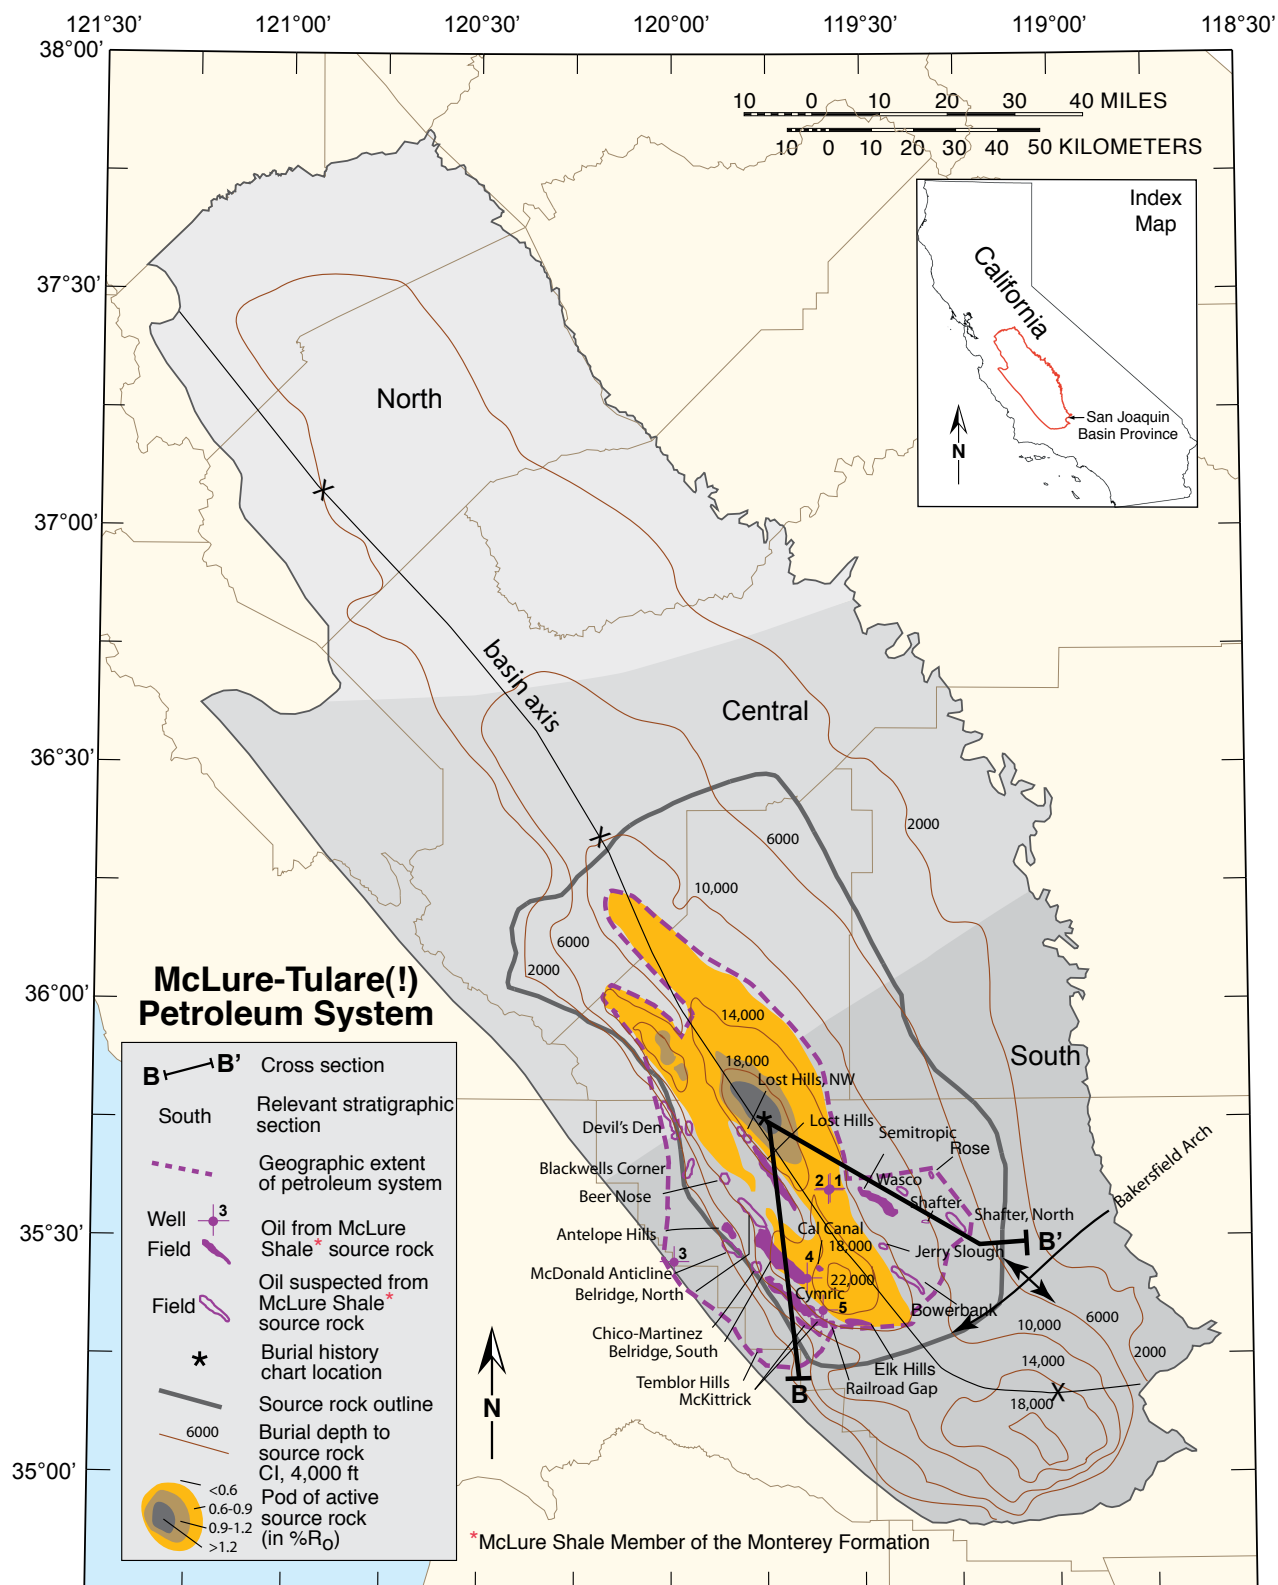 121°30'
121°00'
120°30'
120°00'
119°30'
119°00'
118°30'
38°00'
37°30'
37°00'
36°30'
36°00'
35°30'
35°00'
10 0 10 20 30 40 MILES
10 0 10 20 30 40 50 KILOMETERS
Index
Map
California
San Joaquin
Basin Province
N
North
basin axis
Central
2000
6000
10,000
6000
2000
14,000
South
18,000
Lost Hills, NW
Lost Hills
Devil's Den
Semitropic
Rose
Blackwells Corner
Beer Nose
2 1
Wasco
Shafter
Shafter, North
Bakersfield Arch
Antelope Hills
Cal Canal
18,000
Jerry Slough
B'
3
4
McDonald Anticline
22,000
Belridge, North
Cymric
5
Bowerbank
Chico-Martinez
Belridge, South
10,000
6000
2000
14,000
Elk Hills
Temblor Hills
Railroad Gap
McKittrick
B
X
18,000
N
McLure-Tulare(!)
Petroleum System
B B' Cross section
South Relevant stratigraphic
section
Geographic extent
of petroleum system
Well 3
Field
Oil from McLure
Shale* source rock
Field
Oil suspected from
McLure Shale*
source rock
* Burial history
chart location
Source rock outline
6000 Burial depth to
source rock
CI, 4,000 ft
<0.6
0.6-0.9
0.9-1.2
>1.2
Pod of active
source rock
(in %Ro)
*McLure Shale Member of the Monterey Formation